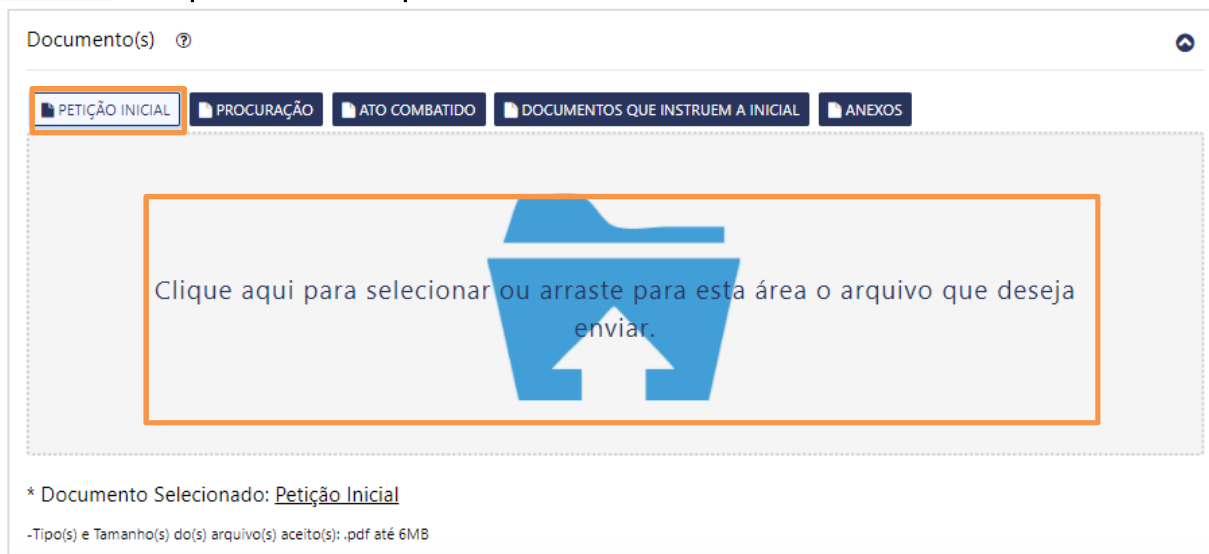 Documento(s)
PETIÇÃO INICIAL PROCURAÇÃO ATO COMBATIDO DOCUMENTOS QUE INSTRUEM A INICIAL ANEXOS
Clique aqui para selecionar ou arraste para esta área o arquivo que deseja
enviar.
* Documento Selecionado: Petição Inicial
-Tipo(s) e Tamanho(s) do(s) arquivo(s) aceito(s): .pdf até 6MB